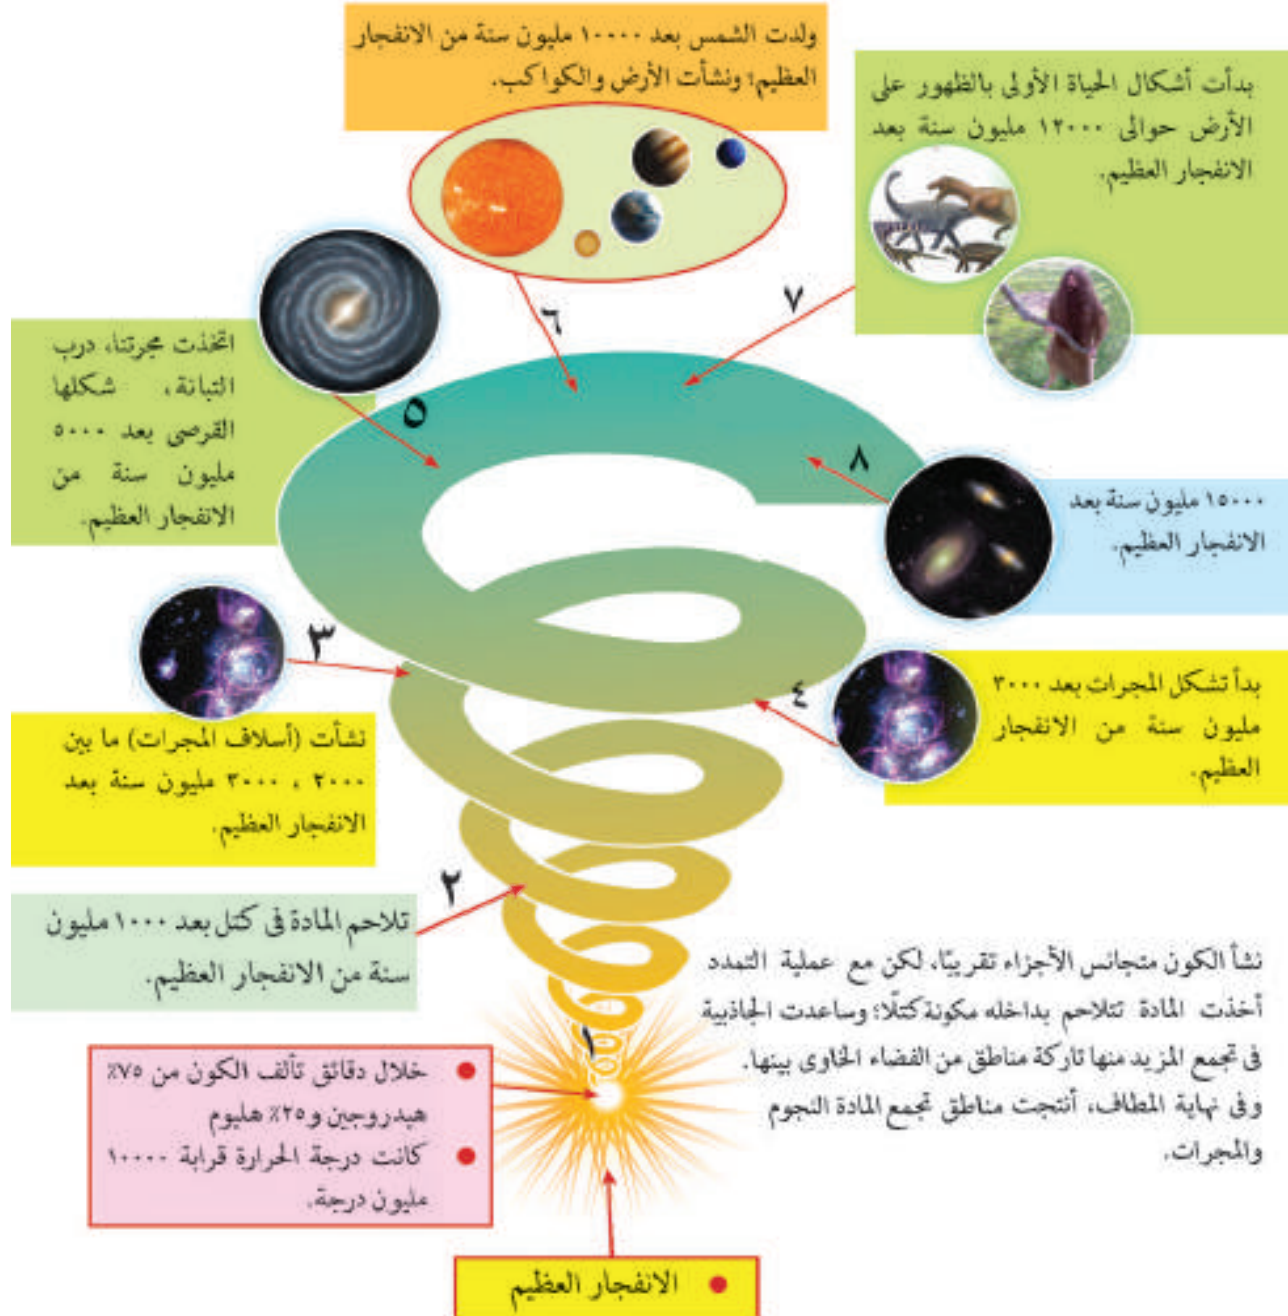 ولدت الشمس بعد ١٠٠٠٠ مليون سنة من الانفجار
العظيم؛ ونشأت الأرض والكواكب.
بدأت أشكال الحياة الأولى بالظهور على
الأرض حوالى ١٢٠٠٠ مليون سنة بعد
الانفجار العظيم.
٧
٦
اتخذت مجرتنا، درب
التبانة، شكلها
القرصى بعد ٥٠٠٠
مليون سنة من
الانفجار العظيم.
٥
٨
١٥٠٠٠ مليون سنة بعد
الانفجار العظيم.
٣
نشأت (أسلاف المجرات) ما بين
٢٠٠٠ ، ٣٠٠٠ مليون سنة بعد
الانفجار العظيم.
٤
بدأ تشكل المجرات بعد ٣٠٠٠
مليون سنة من الانفجار
العظيم.
٢
تلاحم المادة فى كتل بعد ١٠٠٠ مليون
سنة من الانفجار العظيم.
نشأ الكون متجانس الأجزاء تقريبًا، لكن مع عملية التمدد
أخذت المادة تتلاحم بداخله مكونة كتلًا؛ وساعدت الجاذبية
فى تجمع المزيد منها تاركة مناطق من الفضاء الخاوى بينها.
وفى نهاية المطاف، أنتجت مناطق تجمع المادة النجوم
والمجرات.
١
● خلال دقائق تألف الكون من ٧٥٪
هيدروجين و٢٥٪ هليوم
● كانت درجة الحرارة قرابة ١٠٠٠٠
مليون درجة.
● الانفجار العظيم